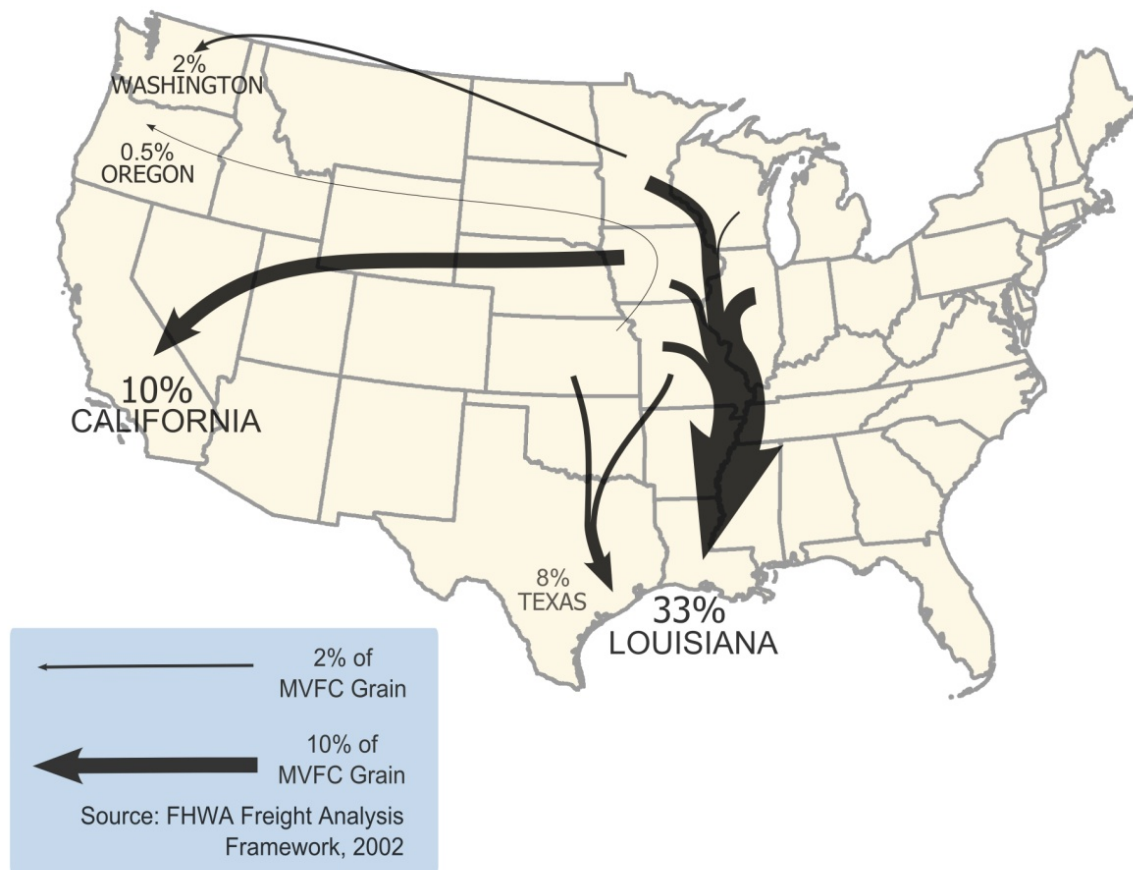 2%
WASHINGTON
0.5%
OREGON
10%
CALIFORNIA
8%
TEXAS
33%
LOUISIANA
2% of
MVFC Grain
10% of
MVFC Grain
Source: FHWA Freight Analysis
Framework, 2002